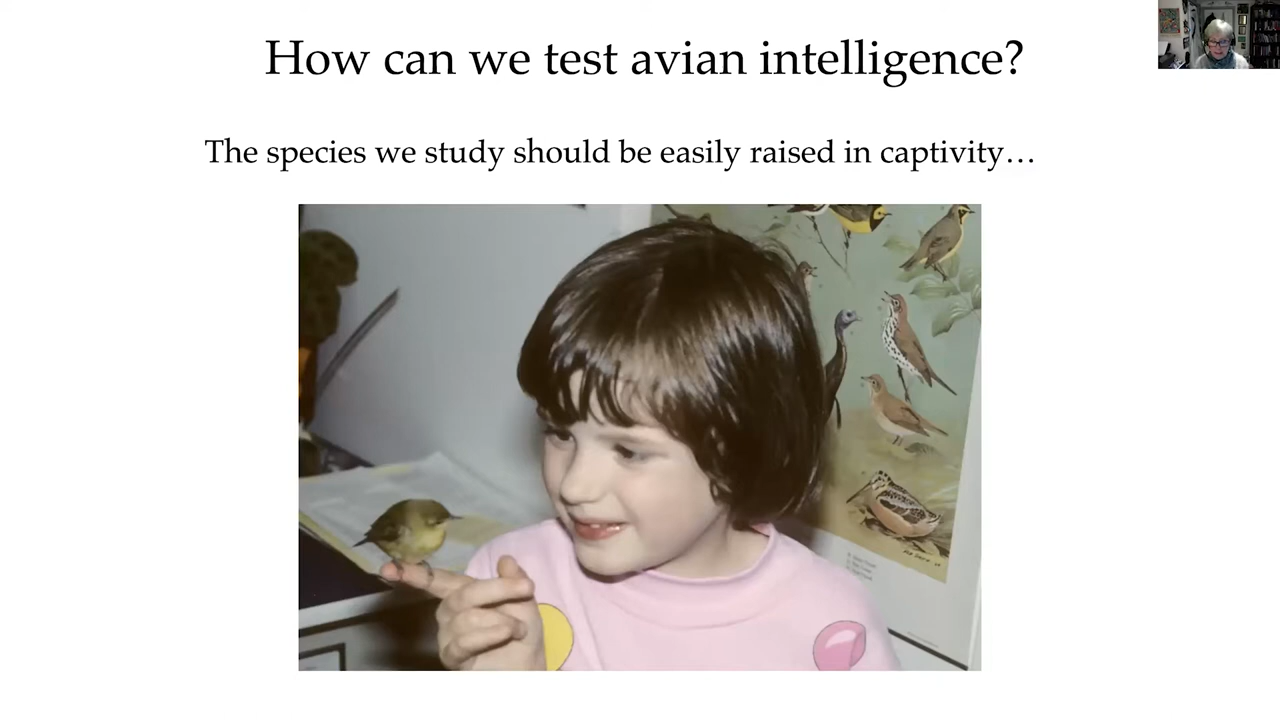 How can we test avian intelligence?
The species we study should be easily raised in captivity…